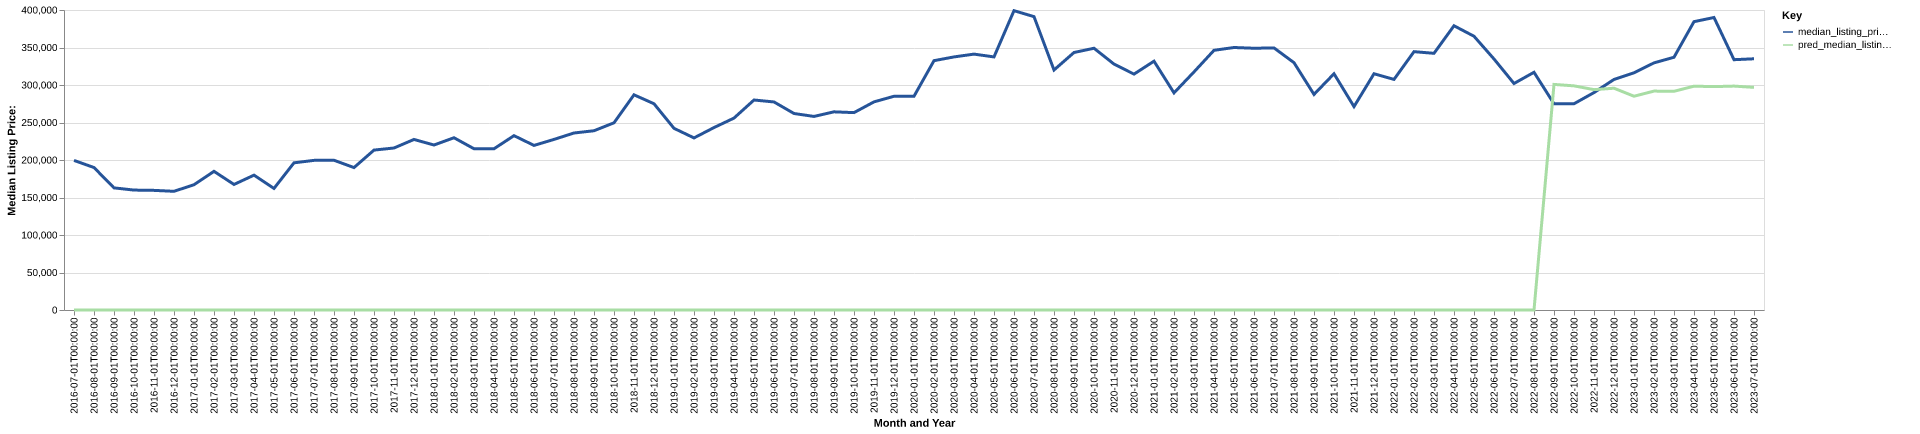 400,000
350,000
300,000
250,000
200,000
150,000
100,000
50,000
0
Median Listing Price:
2016-07-01T00:00:00
2016-08-01T00:00:00
2016-09-01T00:00:00
2016-10-01T00:00:00
2016-11-01T00:00:00
2016-12-01T00:00:00
2017-01-01T00:00:00
2017-02-01T00:00:00
2017-03-01T00:00:00
2017-04-01T00:00:00
2017-05-01T00:00:00
2017-06-01T00:00:00
2017-07-01T00:00:00
2017-08-01T00:00:00
2017-09-01T00:00:00
2017-10-01T00:00:00
2017-11-01T00:00:00
2017-12-01T00:00:00
2018-01-01T00:00:00
2018-02-01T00:00:00
2018-03-01T00:00:00
2018-04-01T00:00:00
2018-05-01T00:00:00
2018-06-01T00:00:00
2018-07-01T00:00:00
2018-08-01T00:00:00
2018-09-01T00:00:00
2018-10-01T00:00:00
2018-11-01T00:00:00
2018-12-01T00:00:00
2019-01-01T00:00:00
2019-02-01T00:00:00
2019-03-01T00:00:00
2019-04-01T00:00:00
2019-05-01T00:00:00
2019-06-01T00:00:00
2019-07-01T00:00:00
2019-08-01T00:00:00
2019-09-01T00:00:00
2019-10-01T00:00:00
2019-11-01T00:00:00
2019-12-01T00:00:00
2020-01-01T00:00:00
2020-02-01T00:00:00
2020-03-01T00:00:00
2020-04-01T00:00:00
2020-05-01T00:00:00
2020-06-01T00:00:00
2020-07-01T00:00:00
2020-08-01T00:00:00
2020-09-01T00:00:00
2020-10-01T00:00:00
2020-11-01T00:00:00
2020-12-01T00:00:00
2021-01-01T00:00:00
2021-02-01T00:00:00
2021-03-01T00:00:00
2021-04-01T00:00:00
2021-05-01T00:00:00
2021-06-01T00:00:00
2021-07-01T00:00:00
2021-08-01T00:00:00
2021-09-01T00:00:00
2021-10-01T00:00:00
2021-11-01T00:00:00
2021-12-01T00:00:00
2022-01-01T00:00:00
2022-02-01T00:00:00
2022-03-01T00:00:00
2022-04-01T00:00:00
2022-05-01T00:00:00
2022-06-01T00:00:00
2022-07-01T00:00:00
2022-08-01T00:00:00
2022-09-01T00:00:00
2022-10-01T00:00:00
2022-11-01T00:00:00
2022-12-01T00:00:00
2023-01-01T00:00:00
2023-02-01T00:00:00
2023-03-01T00:00:00
2023-04-01T00:00:00
2023-05-01T00:00:00
2023-06-01T00:00:00
2023-07-01T00:00:00
Month and Year
Key
median_listing_pri…
pred_median_listin…